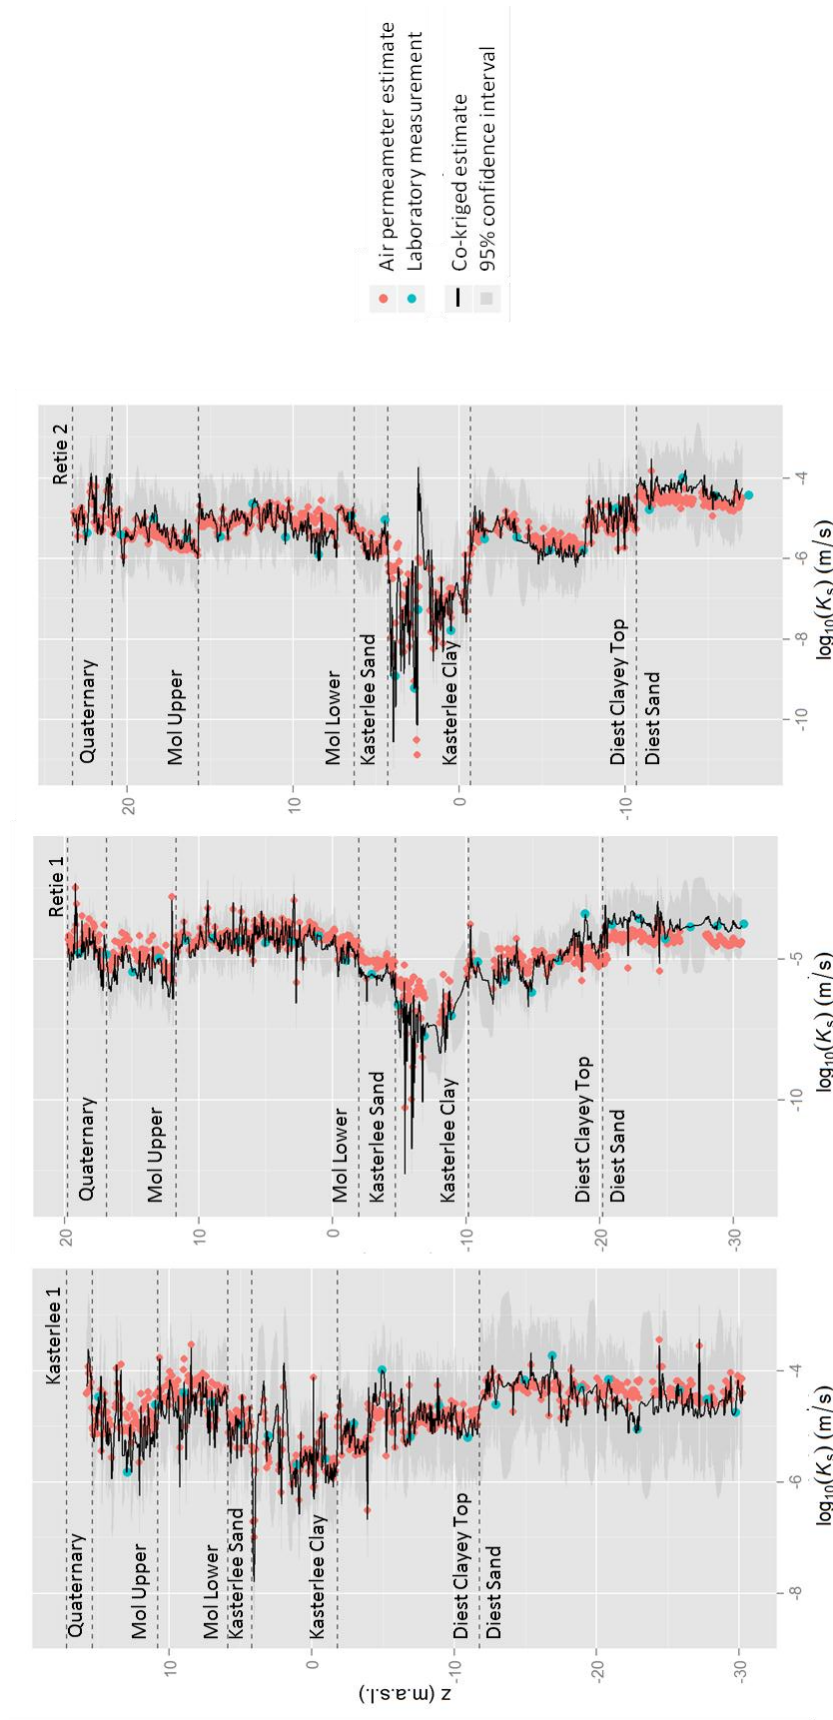 Kasterlee 1
Quaternary
Mol Upper
Mol Lower
Kasterlee Sand
Kasterlee Clay
Diest Clayey Top
Diest Sand
10
0
-10
-20
-30
z (m.a.s.l.)
-8
-6
-4
log10(Ks) (m/s)
Retie 1
Quaternary
Mol Upper
Mol Lower
Kasterlee Sand
Kasterlee Clay
Diest Clayey Top
Diest Sand
20
10
0
-10
-20
-30
-10
-5
log10(Ks) (m/s)
Retie 2
Quaternary
Mol Upper
Mol Lower
Kasterlee Sand
Kasterlee Clay
Diest Clayey Top
Diest Sand
20
10
0
-10
-10
-8
-6
-4
log10(Ks) (m/s)
Air permeameter estimate
Laboratory measurement
Co-kriged estimate
95% confidence interval